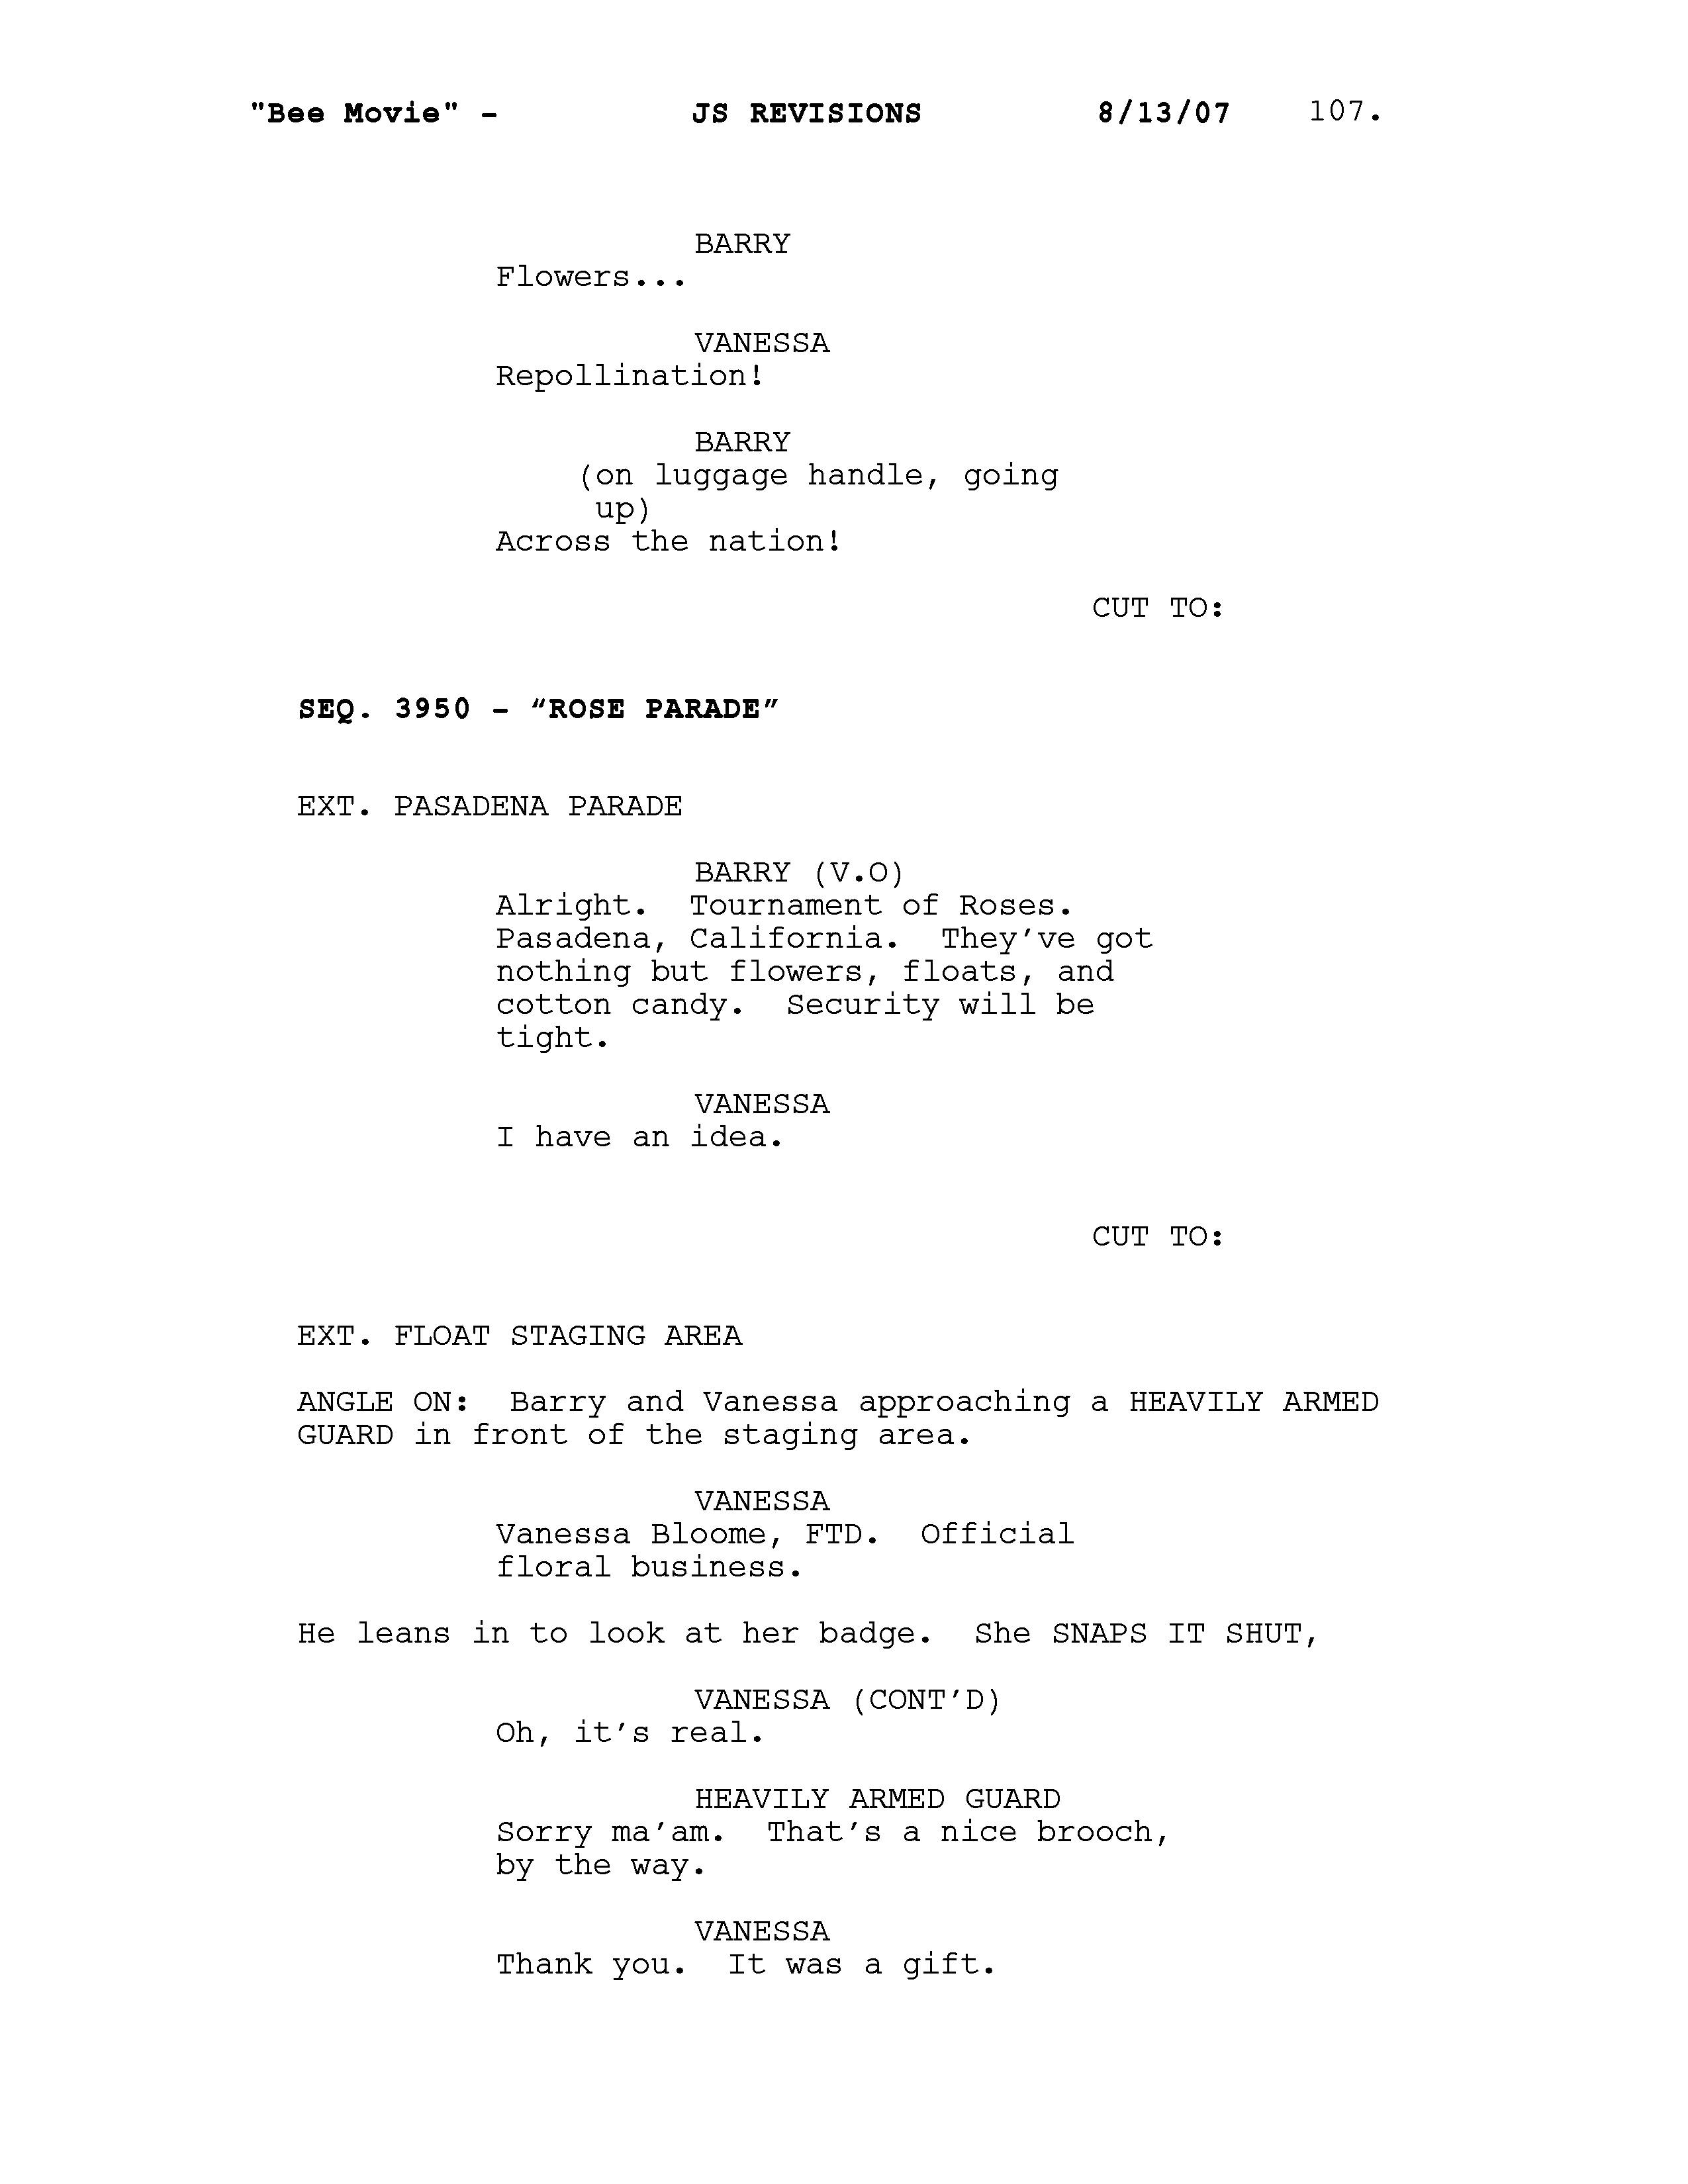 "Bee Movie" - JS REVISIONS 8/13/07 107.
BARRY
Flowers...
VANESSA
Repollination!
BARRY
(on luggage handle, going
up)
Across the nation!
CUT TO:
SEQ. 3950 - “ROSE PARADE”
EXT. PASADENA PARADE
BARRY (V.O)
Alright. Tournament of Roses.
Pasadena, California. They’ve got
nothing but flowers, floats, and
cotton candy. Security will be
tight.
VANESSA
I have an idea.
CUT TO:
EXT. FLOAT STAGING AREA
ANGLE ON: Barry and Vanessa approaching a HEAVILY ARMED
GUARD in front of the staging area.
VANESSA
Vanessa Bloome, FTD. Official
floral business.
He leans in to look at her badge. She SNAPS IT SHUT,
VANESSA (CONT’D)
Oh, it’s real.
HEAVILY ARMED GUARD
Sorry ma’am. That’s a nice brooch,
by the way.
VANESSA
Thank you. It was a gift.